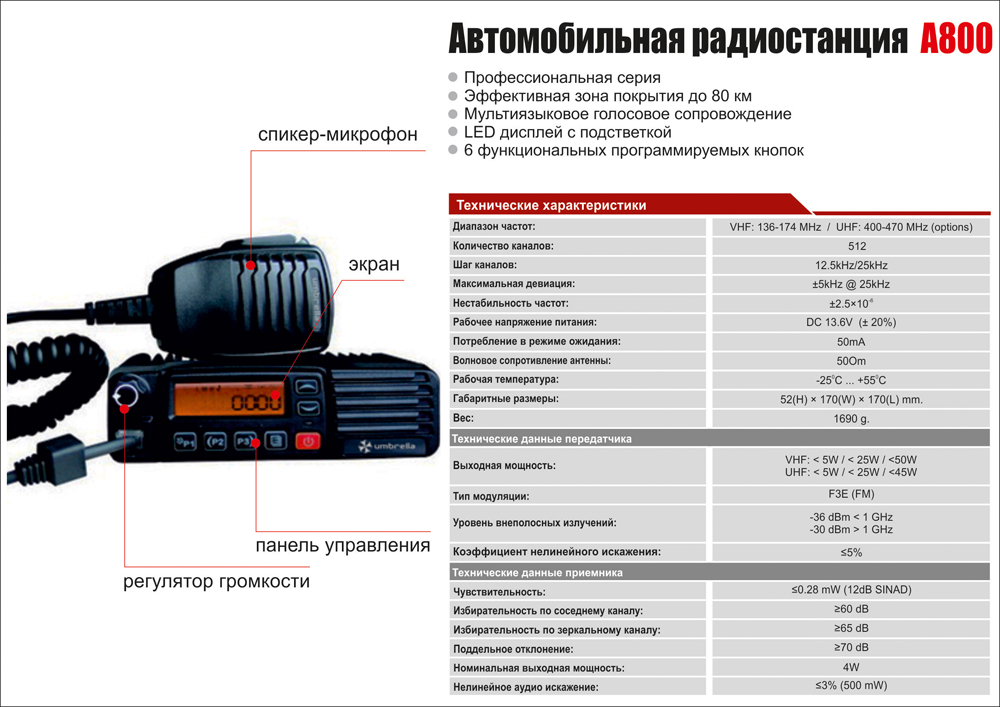 Автомобильная радиостанция A800
Профессиональная серия
Эффективная зона покрытия до 80 км
Мультиязыковое голосовое сопровождение
LED дисплей с подстветкой
6 функциональных программируемых кнопок
спикер-микрофон
экран
umbrella
P1 P2 P3
umbrella
панель управления
регулятор громкости
Технические характеристики
Диапазон частот: VHF: 136-174 MHz / UHF: 400-470 MHz (options)
Количество каналов: 512
Шаг каналов: 12.5kHz/25kHz
Максимальная девиация: ±5kHz @ 25kHz
Нестабильность частот: ±2.5×10⁻⁶
Рабочее напряжение питания: DC 13.6V (± 20%)
Потребление в режиме ожидания: 50mA
Волновое сопротивление антенны: 50Om
Рабочая температура: -25°C ... +55°C
Габаритные размеры: 52(H) × 170(W) × 170(L) mm.
Вес: 1690 g.
Технические данные передатчика
Выходная мощность: VHF: < 5W / < 25W / <50W
UHF: < 5W / < 25W / <45W
Тип модуляции: F3E (FM)
Уровень внеполосных излучений: -36 dBm < 1 GHz
-30 dBm > 1 GHz
Коэффициент нелинейного искажения: ≤5%
Технические данные приемника
Чувствительность: ≤0.28 mW (12dB SINAD)
Избирательность по соседнему каналу: ≥60 dB
Избирательность по зеркальному каналу: ≥65 dB
Поддельное отклонение: ≥70 dB
Номинальная выходная мощность: 4W
Нелинейное аудио искажение: ≤3% (500 mW)